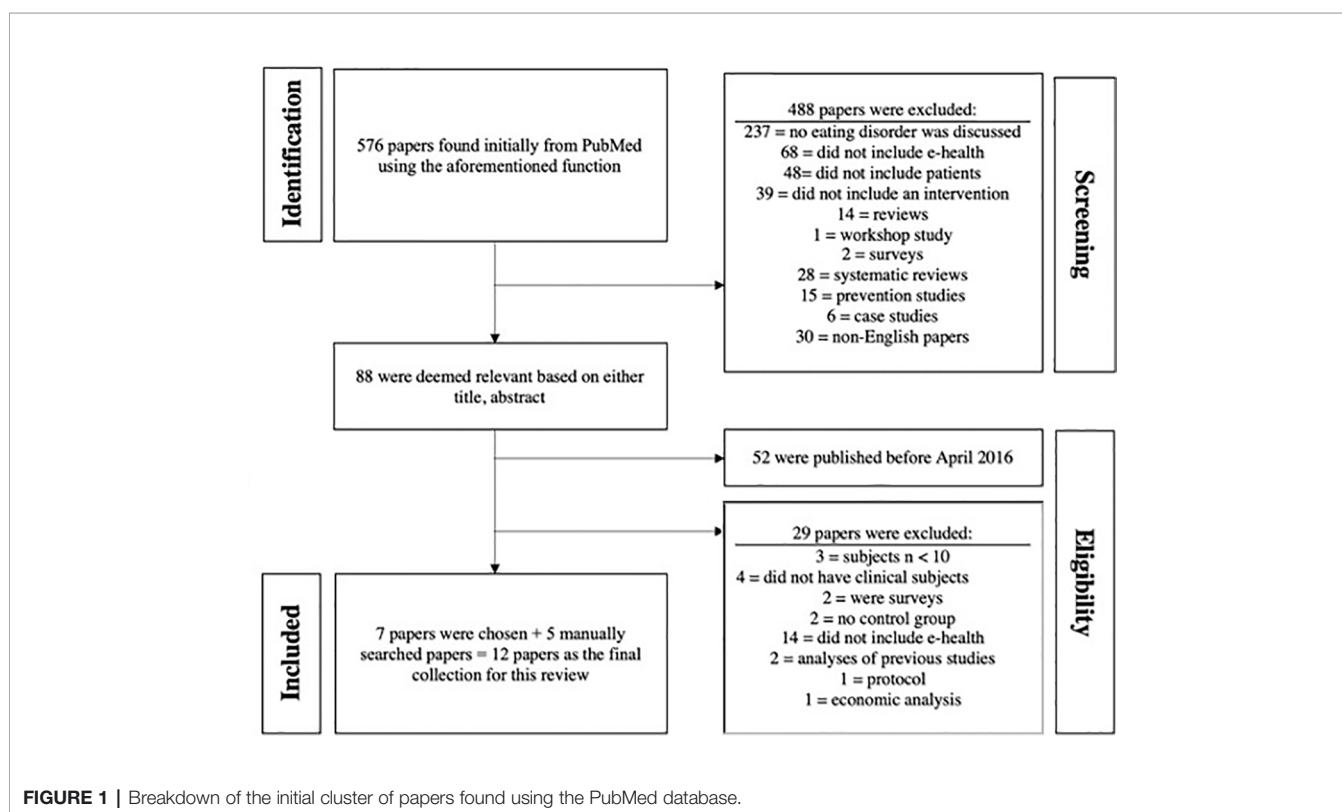 Identification
576 papers found initially from PubMed
using the aforementioned function
488 papers were excluded:
237 = no eating disorder was discussed
68 = did not include e-health
48= did not include patients
39 = did not include an intervention
14 = reviews
1 = workshop study
2 = surveys
28 = systematic reviews
15 = prevention studies
6 = case studies
30 = non-English papers
Screening
88 were deemed relevant based on either
title, abstract
52 were published before April 2016
29 papers were excluded:
3 = subjects n < 10
4 = did not have clinical subjects
2 = were surveys
2 = no control group
14 = did not include e-health
2 = analyses of previous studies
1 = protocol
1 = economic analysis
Eligibility
Included
7 papers were chosen + 5 manually
searched papers = 12 papers as the final
collection for this review
FIGURE 1 | Breakdown of the initial cluster of papers found using the PubMed database.